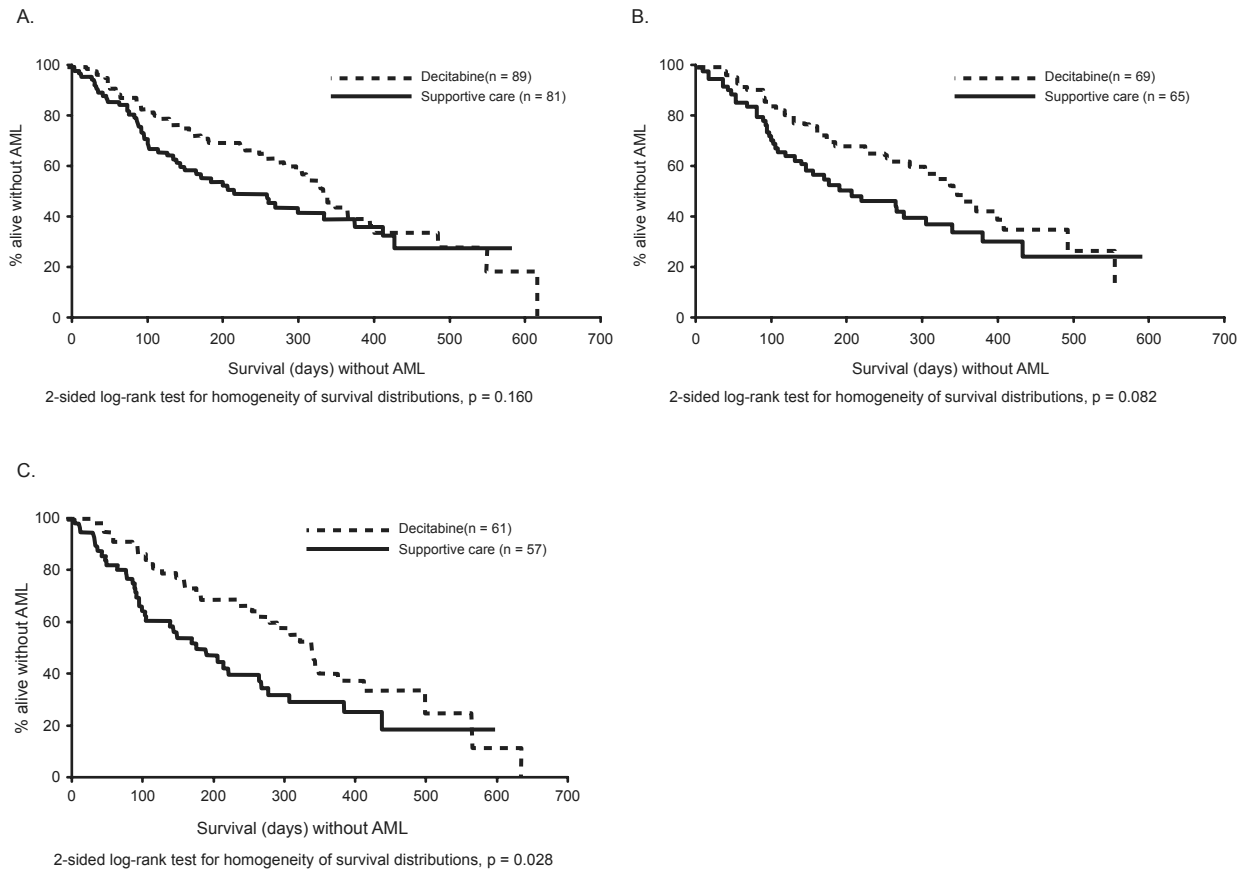 A.
100
80
60
40
20
0
% alive without AML
Decitabine(n = 89)
Supportive care (n = 81)
0 100 200 300 400 500 600 700
Survival (days) without AML
2-sided log-rank test for homogeneity of survival distributions, p = 0.160
B.
100
80
60
40
20
0
% alive without AML
Decitabine(n = 69)
Supportive care (n = 65)
0 100 200 300 400 500 600 700
Survival (days) without AML
2-sided log-rank test for homogeneity of survival distributions, p = 0.082
C.
100
80
60
40
20
0
% alive without AML
Decitabine(n = 61)
Supportive care (n = 57)
0 100 200 300 400 500 600 700
Survival (days) without AML
2-sided log-rank test for homogeneity of survival distributions, p = 0.028